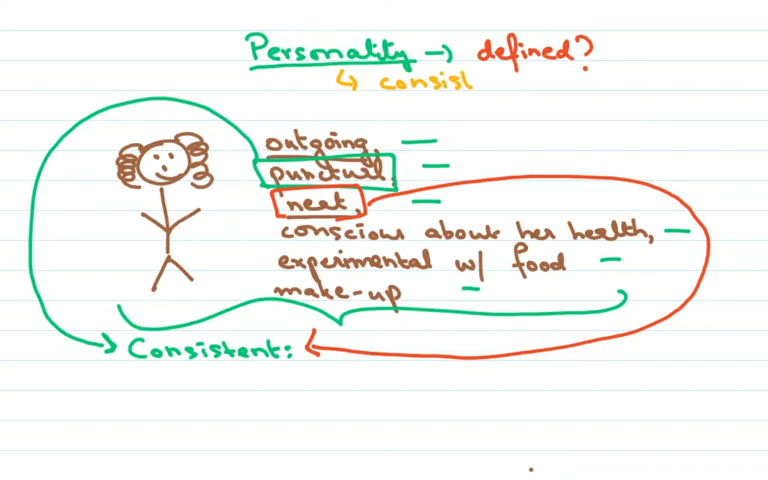 Personality → defined?
↳ consist
outgoing,
punctual,
neat,
conscious about her health,
experimental w/ food
make-up
Consistent: